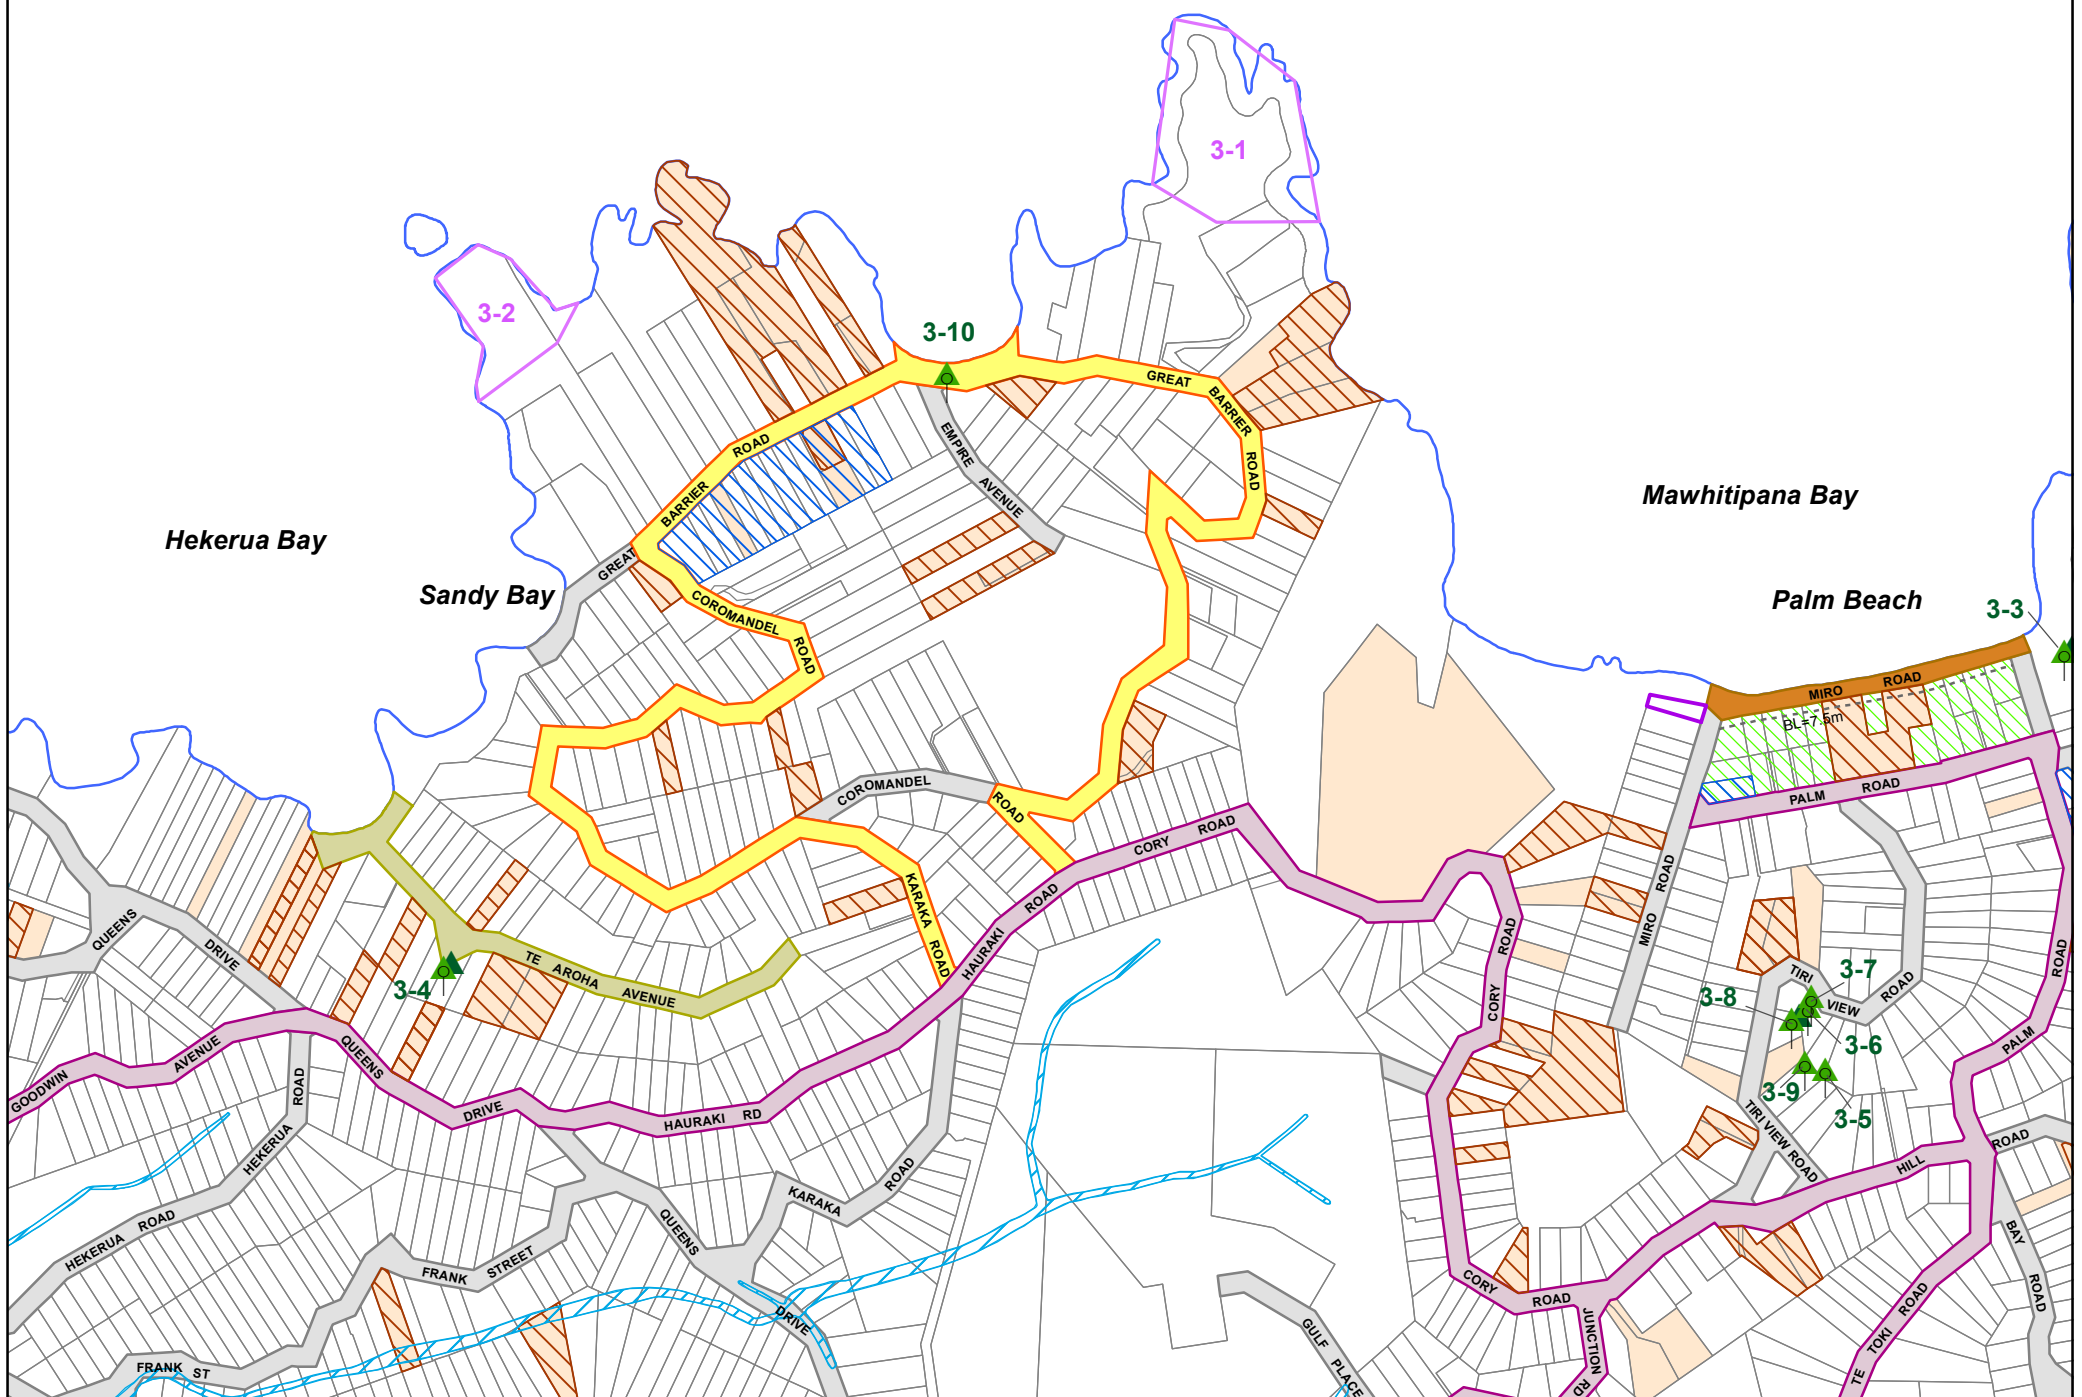 3-1
3-2
3-10
GREAT
BARRIER
ROAD
ROAD
BARRIER
GREAT
EMPIRE
AVENUE
Hekerua Bay
Sandy Bay
Mawhitipana Bay
Palm Beach
3-3
COROMANDEL
ROAD
MIRO
ROAD
BL=7.5m
PALM
ROAD
COROMANDEL
ROAD
CORY
ROAD
KARAKA
ROAD
HAURAKI
ROAD
MIRO
ROAD
QUEENS
DRIVE
TE
AROHA
AVENUE
3-4
CORY
ROAD
TIRI
VIEW
ROAD
3-7
3-8
3-6
3-9
3-5
PALM
ROAD
GOODWIN
AVENUE
QUEENS
DRIVE
HAURAKI
RD
HEKERUA
ROAD
TIRI VIEW ROAD
HILL
ROAD
HEKERUA
ROAD
KARAKA
ROAD
QUEENS
DRIVE
FRANK
STREET
FRANK
ST
CORY
ROAD
JUNCTION
RD
GULF
PLACE
TE
TOKI
ROAD
BAY
ROAD